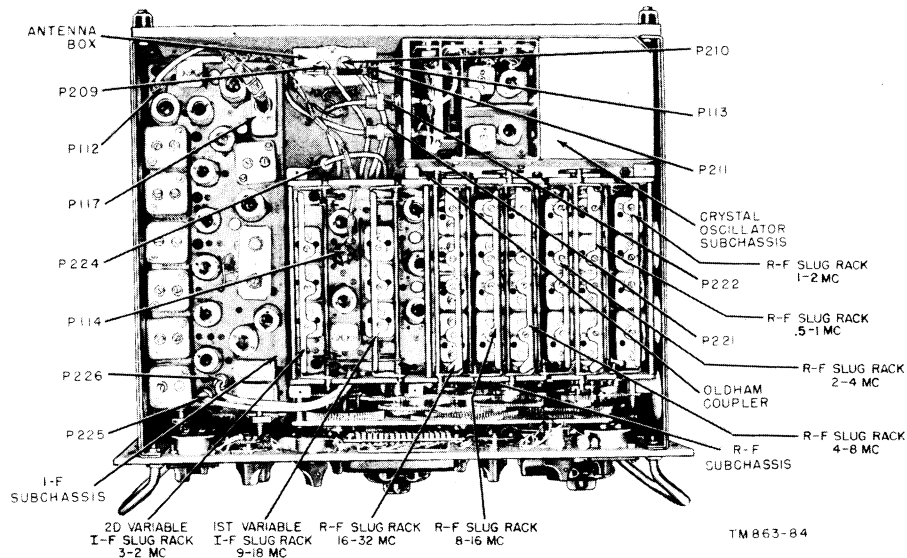 ANTENNA
BOX
P209
P112
P117
P224
P114
P226
P225
I-F
SUBCHASSIS
2D VARIABLE
I-F SLUG RACK
3-2 MC
1ST VARIABLE
I-F SLUG RACK
9-18 MC
R-F SLUG RACK
16-32 MC
R-F SLUG RACK
8-16 MC
P210
P113
P211
CRYSTAL
OSCILLATOR
SUBCHASSIS
R-F SLUG RACK
1-2 MC
P222
R-F SLUG RACK
.5-1 MC
P221
R-F SLUG RACK
2-4 MC
OLDHAM
COUPLER
R-F SLUG RACK
4-8 MC
R-F
SUBCHASSIS
TM863-84